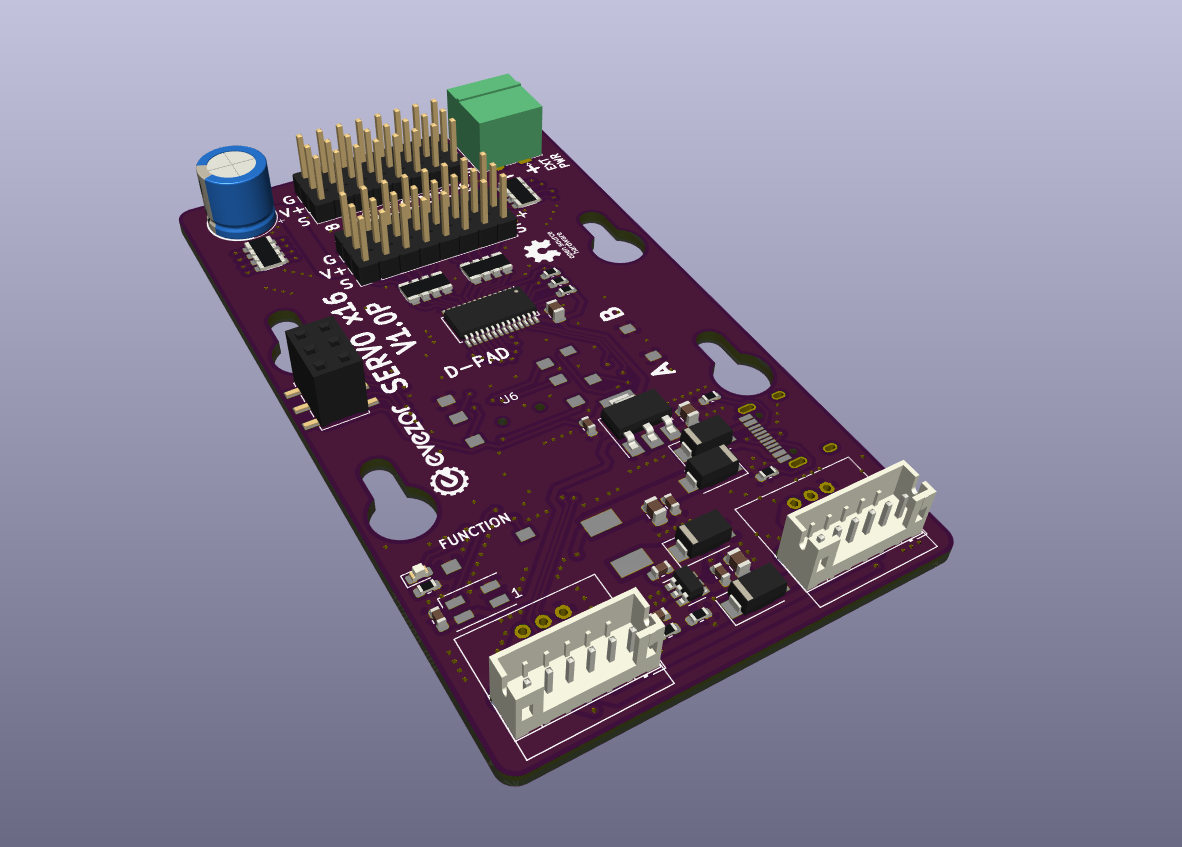 EXT
PWR
+
-
G
V+
S
8
G
V+
S
open source
hardware
SERVO x16
V1.0P
evezor
D-PAD
B
A
U6
FUNCTION
1